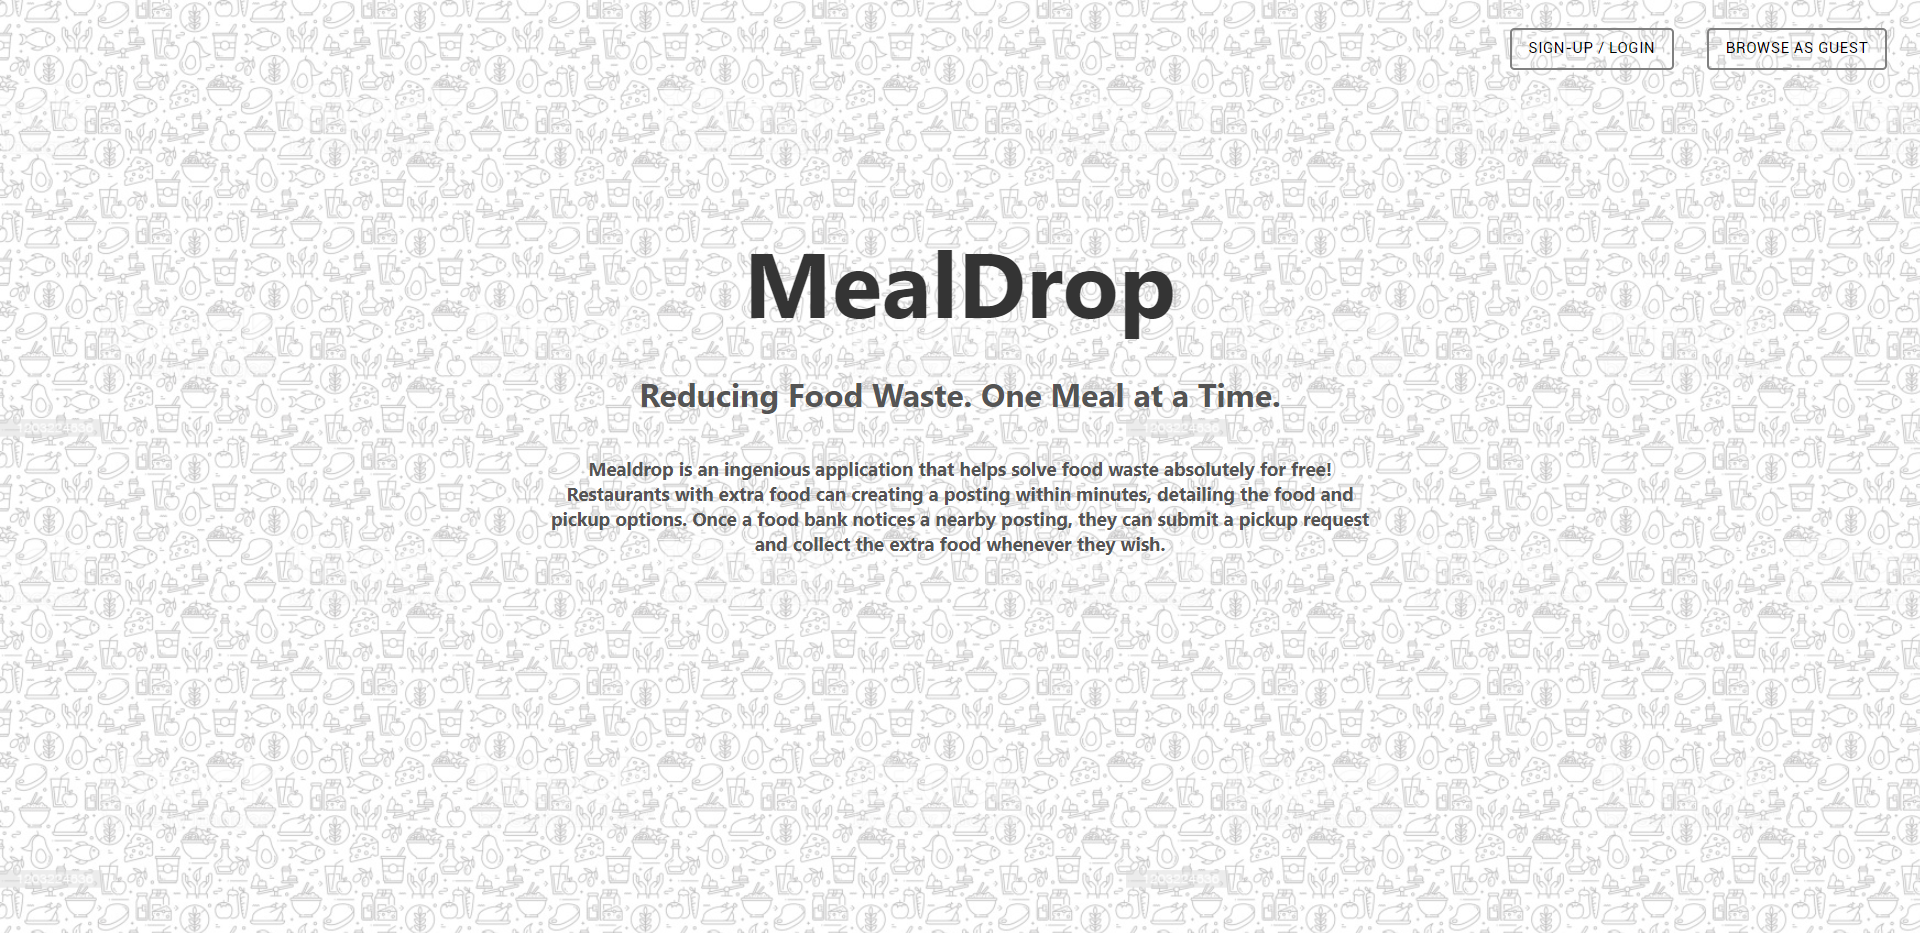 SIGN-UP / LOGIN
BROWSE AS GUEST
MealDrop
Reducing Food Waste. One Meal at a Time.
Mealdrop is an ingenious application that helps solve food waste absolutely for free!
Restaurants with extra food can creating a posting within minutes, detailing the food and
pickup options. Once a food bank notices a nearby posting, they can submit a pickup request
and collect the extra food whenever they wish.